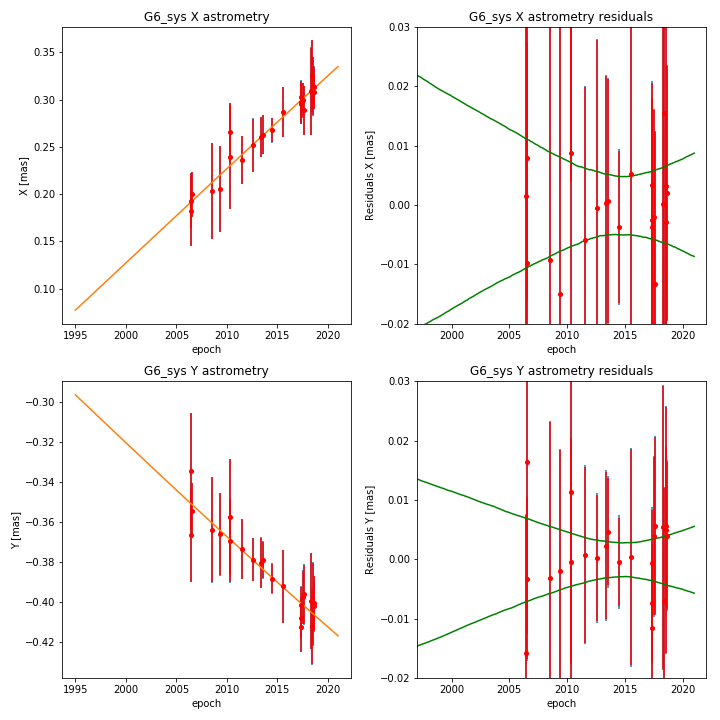 G6_sys X astrometry
X [mas]
0.35
0.30
0.25
0.20
0.15
0.10
1995 2000 2005 2010 2015 2020
epoch
G6_sys X astrometry residuals
Residuals X [mas]
0.03
0.02
0.01
0.00
−0.01
−0.02
2000 2005 2010 2015 2020
epoch
G6_sys Y astrometry
Y [mas]
−0.30
−0.32
−0.34
−0.36
−0.38
−0.40
−0.42
1995 2000 2005 2010 2015 2020
epoch
G6_sys Y astrometry residuals
Residuals Y [mas]
0.03
0.02
0.01
0.00
−0.01
−0.02
2000 2005 2010 2015 2020
epoch